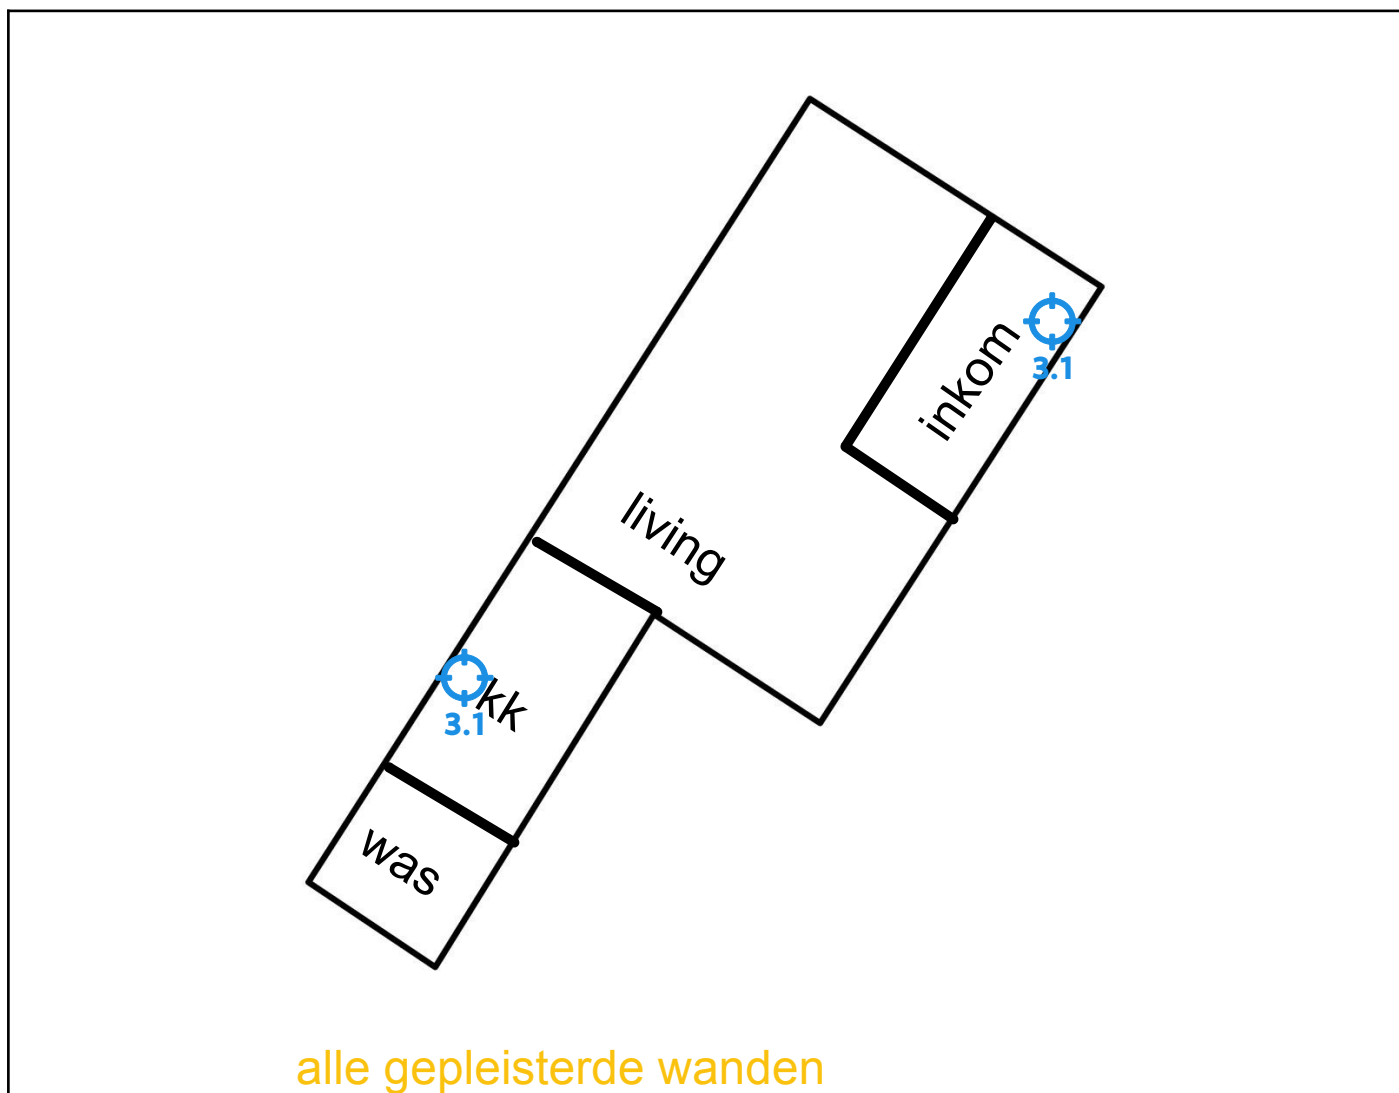 inkom
3.1
living
kk
3.1
was
alle gepleisterde wanden